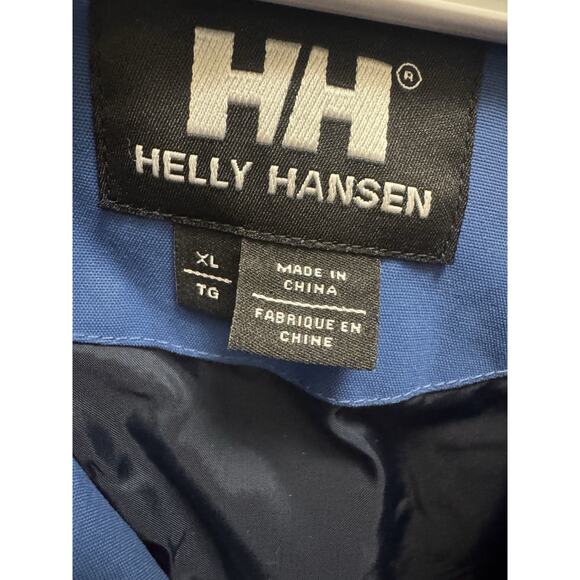 HH®
HELLY HANSEN
XL
TG
MADE IN
CHINA
FABRIQUE EN
CHINE